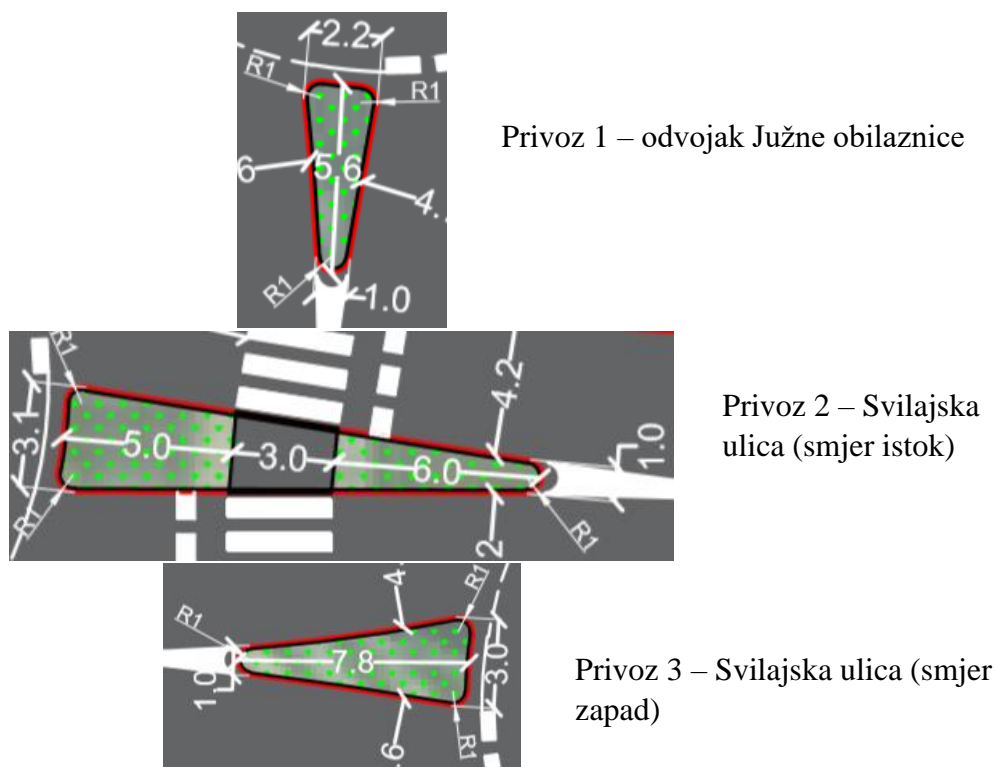 2.2
R1
R1
Privoz 1 – odvojak Južne obilaznice
6
5.6
4.
R1
1.0
R1
4.2
3.1
5.0
3.0
6.0
1.0
Privoz 2 – Svilajska
ulica (smjer istok)
R1
2
R1
R1
4
R1
7.8
3.0
1.0
Privoz 3 – Svilajska ulica (smjer
zapad)
.6
R1